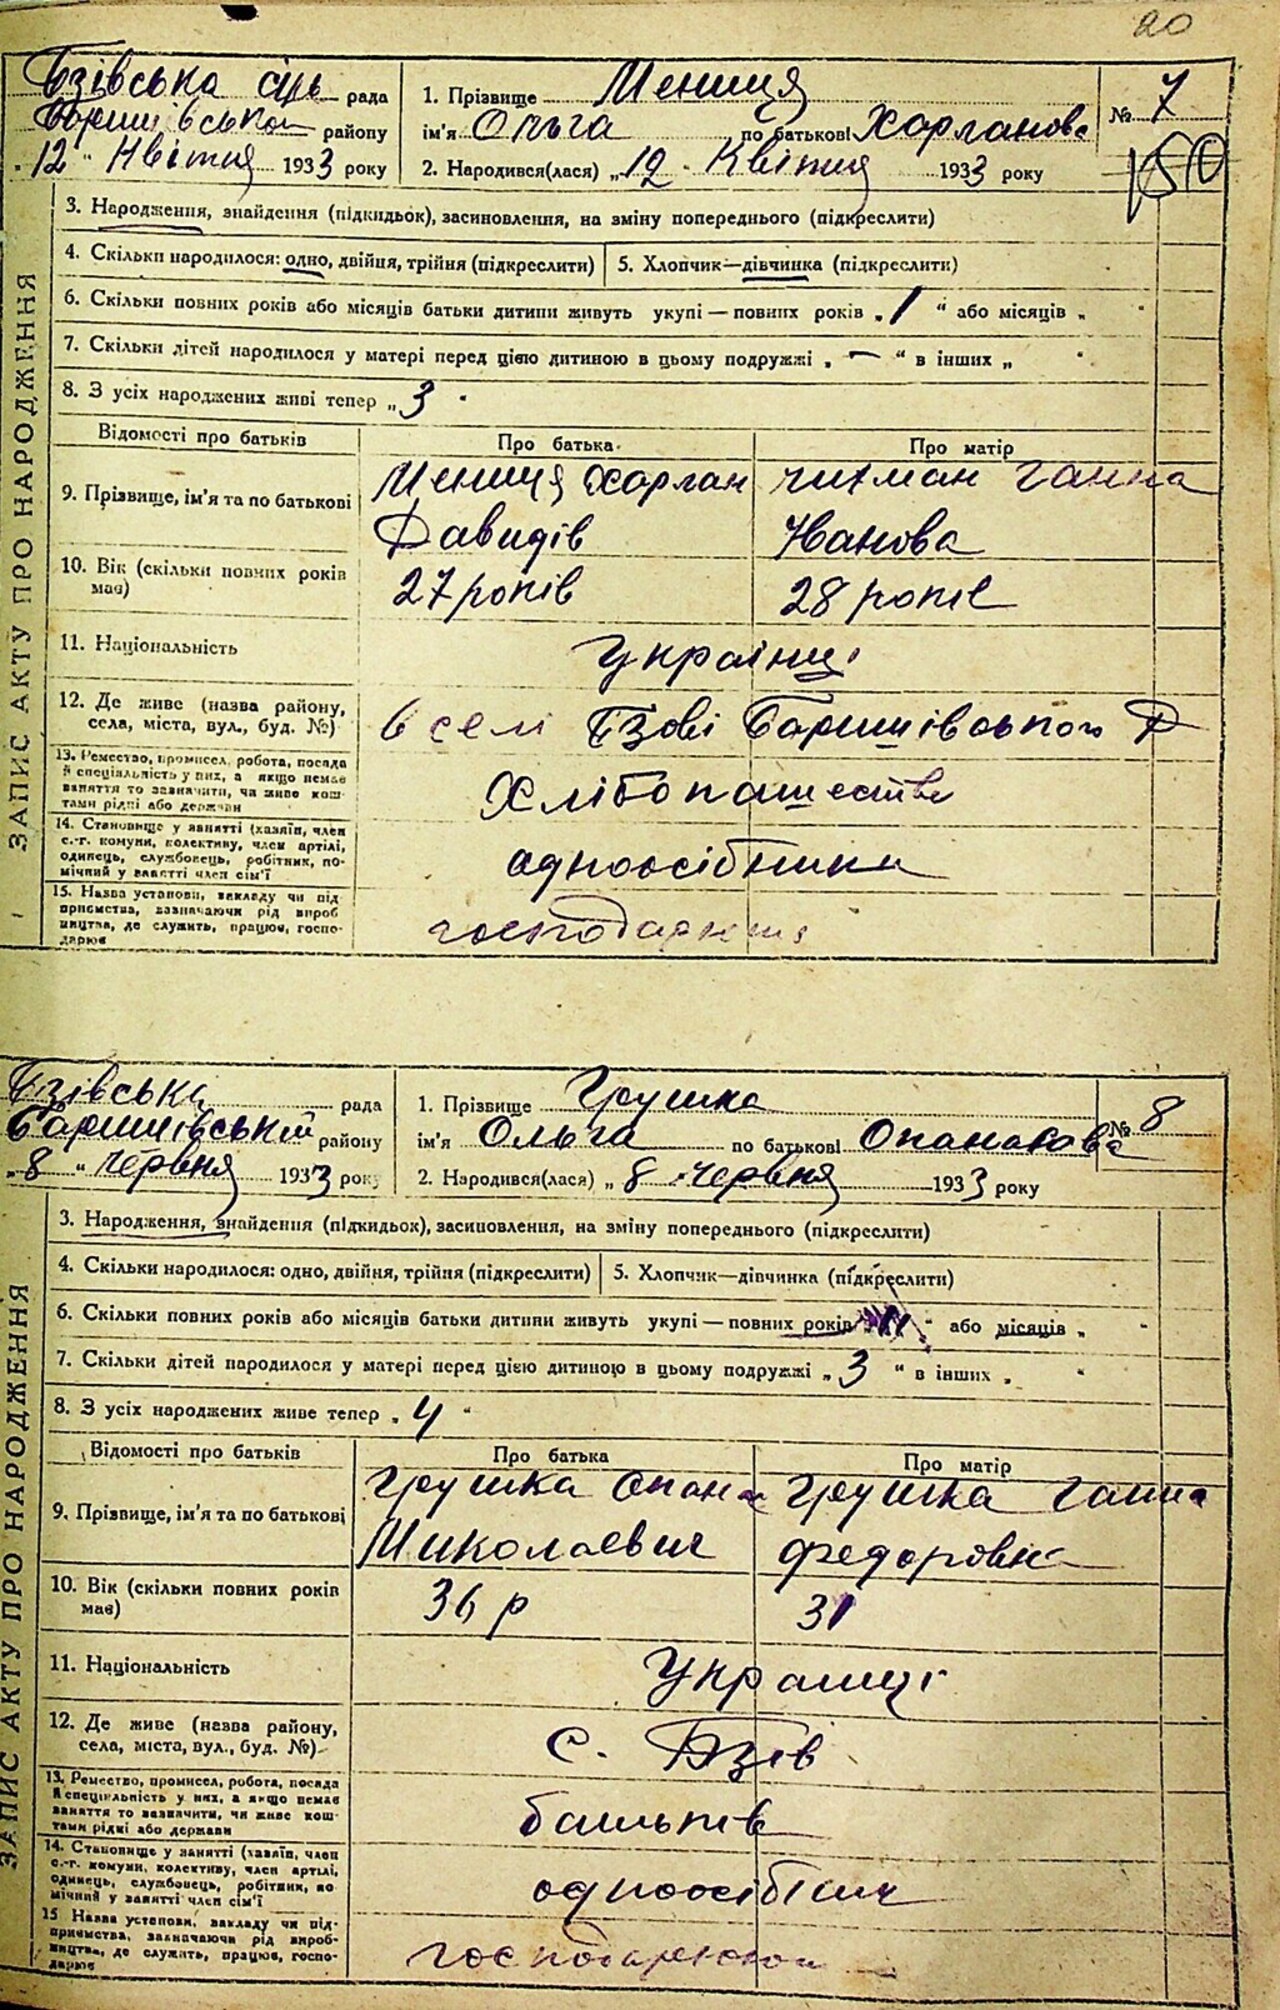 20
Бзівська сіль рада
Баришівського району
„12" Квітня 1933 року
1. Прізвище Мениця
ім'я Ольга по батькові Харланова
2. Народився(лася) „12" Квітня 1933 року
№ 7
ЗАПИС АКТУ ПРО НАРОДЖЕННЯ
3. Народження, знайдення (підкидьок), засиновлення, на зміну попереднього (підкреслити)
4. Скільки народилося: одно, двійня, трійня (підкреслити) 5. Хлопчик—дівчинка (підкреслити)
6. Скільки повних років або місяців батьки дитини живуть укупі — повних років „1" або місяців „ "
7. Скільки дітей народилося у матері перед цією дитиною в цьому подружжі „—" в інших „ "
8. З усіх народжених живі тепер „3"
Відомості про батьків Про батька Про матір
9. Прізвище, ім'я та по батькові Мениця Харлан Чихман Ганна
Давидів Иванова
10. Вік (скільки повних років має) 27 років 28 років
11. Національність Українці
12. Де живе (назва району, села, міста, вул., буд. №) в селі Бзові Баришівського Р
13. Ремество, промисел, робота, посада й спеціяльність у них, а якщо немає заняття то зазначити, чи живе коштами рідні або держави Хлібопашество
14. Становище у занятті (хазяїн, член с.-г. комуни, колективу, член артілі, одинець, службовець, робітник, помічний у занятті член сім'ї одноосібники
15. Назва установи, закладу чи підприємства, зазначаючи рід виробництва, де служить, працює, господарює
Бзівська рада
Баришівський району
„8" червня 1933 року
1. Прізвище Грушка
ім'я Ольга по батькові Опанасова
2. Народився(лася) „8" червня 1933 року
№ 8
ЗАПИС АКТУ ПРО НАРОДЖЕННЯ
3. Народження, знайдення (підкидьок), засиновлення, на зміну попереднього (підкреслити)
4. Скільки народилося: одно, двійня, трійня (підкреслити) 5. Хлопчик—дівчинка (підкреслити)
6. Скільки повних років або місяців батьки дитини живуть укупі — повних років " або місяців „ "
7. Скільки дітей народилося у матері перед цією дитиною в цьому подружжі „3" в інших „ "
8. З усіх народжених живе тепер „4"
Відомості про батьків Про батька Про матір
9. Прізвище, ім'я та по батькові Грушка Опанас Грушка Ганна
Миколаевич Федоровна
10. Вік (скільки повних років має) 36 р 31
11. Національність Українці
12. Де живе (назва району, села, міста, вул., буд. №) с. Бзів
13. Ремество, промисел, робота, посада й спеціяльність у них, а якщо немає заняття то зазначити, чи живе коштами рідні або держави батьків
14. Становище у занятті (хазяїн, член с.-г. комуни, колективу, член артілі, одинець, службовець, робітник, помічний у занятті член сім'ї одноосібник
15 Назва установи, закладу чи підприємства, зазначаючи рід виробництва, де служить, працює, господарює